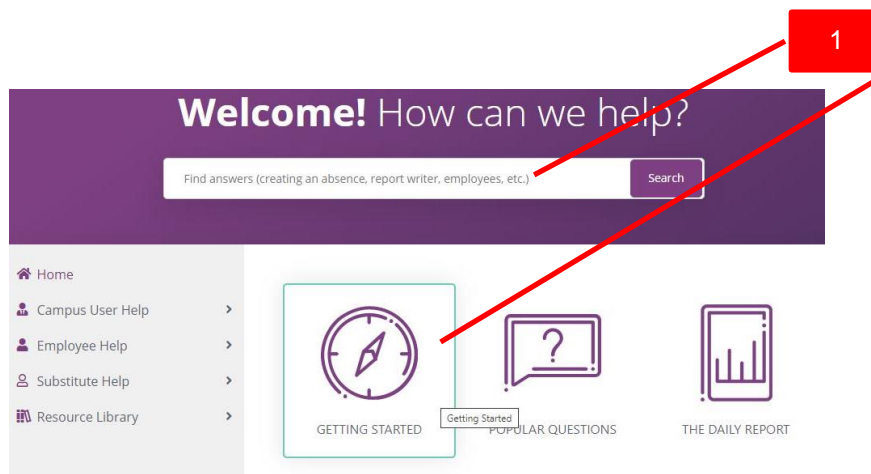 1
Welcome! How can we help?
Find answers (creating an absence, report writer, employees, etc.)
Search
Home
Campus User Help
Employee Help
Substitute Help
Resource Library
?
GETTING STARTED
Getting Started
POPULAR QUESTIONS
THE DAILY REPORT